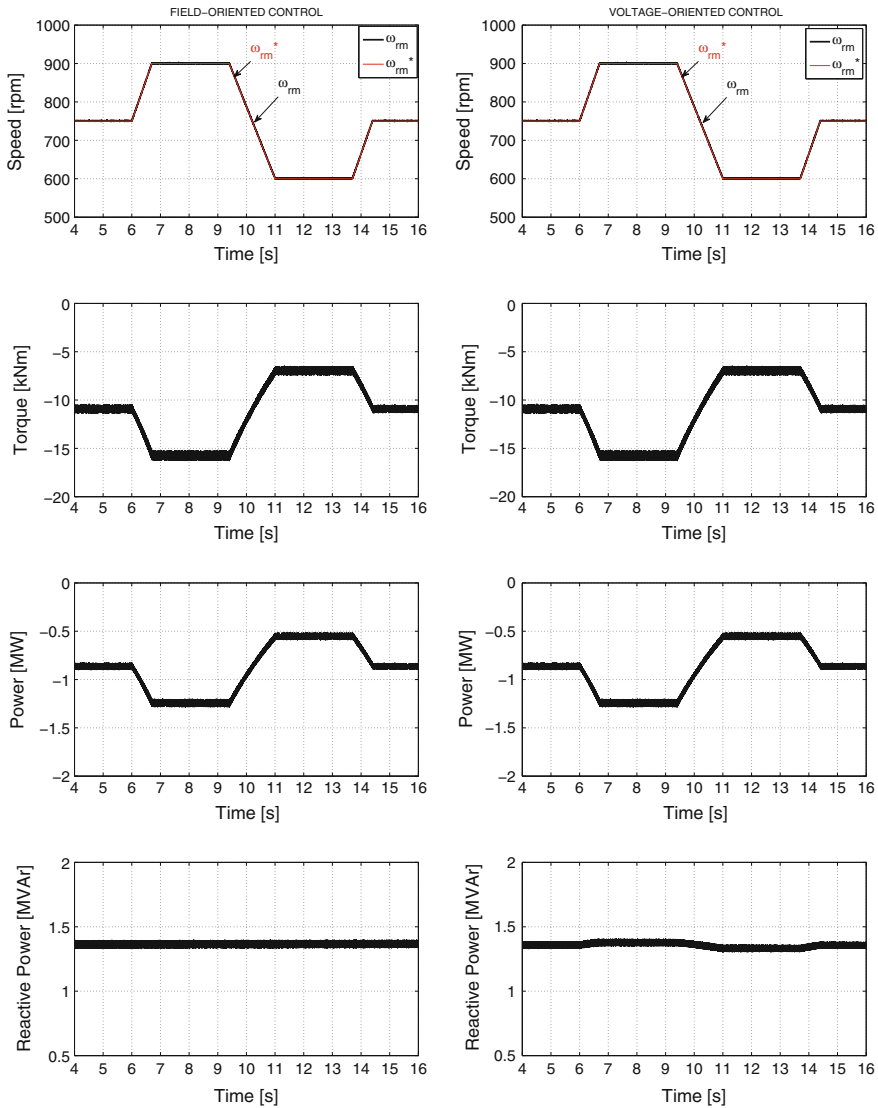 FIELD-ORIENTED CONTROL
1000
900
800
700
600
500
Speed [rpm]
ω_rm
ω_rm*
ω_rm*
ω_rm
4 5 6 7 8 9 10 11 12 13 14 15 16
Time [s]
VOLTAGE-ORIENTED CONTROL
1000
900
800
700
600
500
Speed [rpm]
ω_rm
ω_rm*
ω_rm*
ω_rm
4 5 6 7 8 9 10 11 12 13 14 15 16
Time [s]
0
−5
−10
−15
−20
Torque [kNm]
4 5 6 7 8 9 10 11 12 13 14 15 16
Time [s]
0
−5
−10
−15
−20
Torque [kNm]
4 5 6 7 8 9 10 11 12 13 14 15 16
Time [s]
0
−0.5
−1
−1.5
−2
Power [MW]
4 5 6 7 8 9 10 11 12 13 14 15 16
Time [s]
0
−0.5
−1
−1.5
−2
Power [MW]
4 5 6 7 8 9 10 11 12 13 14 15 16
Time [s]
2
1.5
1
0.5
Reactive Power [MVAr]
4 5 6 7 8 9 10 11 12 13 14 15 16
Time [s]
2
1.5
1
0.5
Reactive Power [MVAr]
4 5 6 7 8 9 10 11 12 13 14 15 16
Time [s]